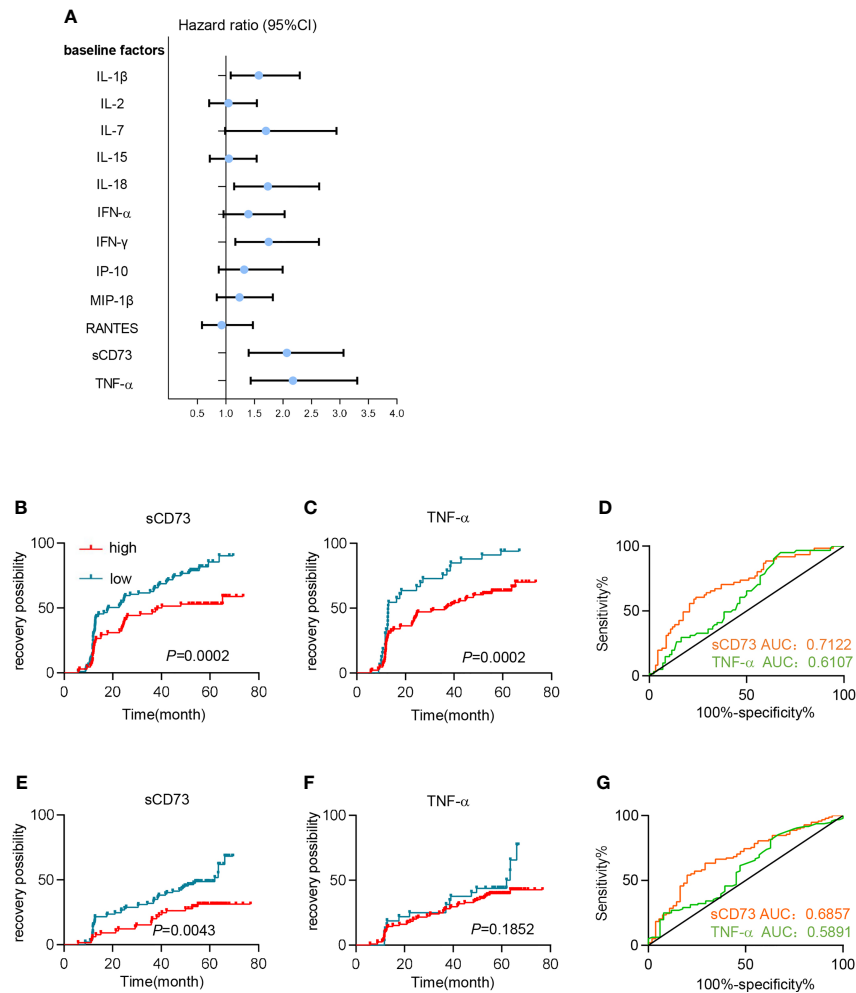 A
Hazard ratio (95%CI)
baseline factors
IL-1β
IL-2
IL-7
IL-15
IL-18
IFN-α
IFN-γ
IP-10
MIP-1β
RANTES
sCD73
TNF-α
0.5 1.0 1.5 2.0 2.5 3.0 3.5 4.0
B
sCD73
high
low
recovery possibility
100
50
0
P=0.0002
0 20 40 60 80
Time(month)
C
TNF-α
recovery possibility
100
50
0
P=0.0002
0 20 40 60 80
Time(month)
D
Sensitivity%
100
50
0
sCD73 AUC：0.7122
TNF-α AUC：0.6107
0 50 100
100%-specificity%
E
sCD73
recovery possibility
100
50
0
P=0.0043
0 20 40 60 80
Time(month)
F
TNF-α
recovery possibility
100
50
0
P=0.1852
0 20 40 60 80
Time(month)
G
Sensitivity%
100
50
0
sCD73 AUC：0.6857
TNF-α AUC：0.5891
0 50 100
100%-specificity%